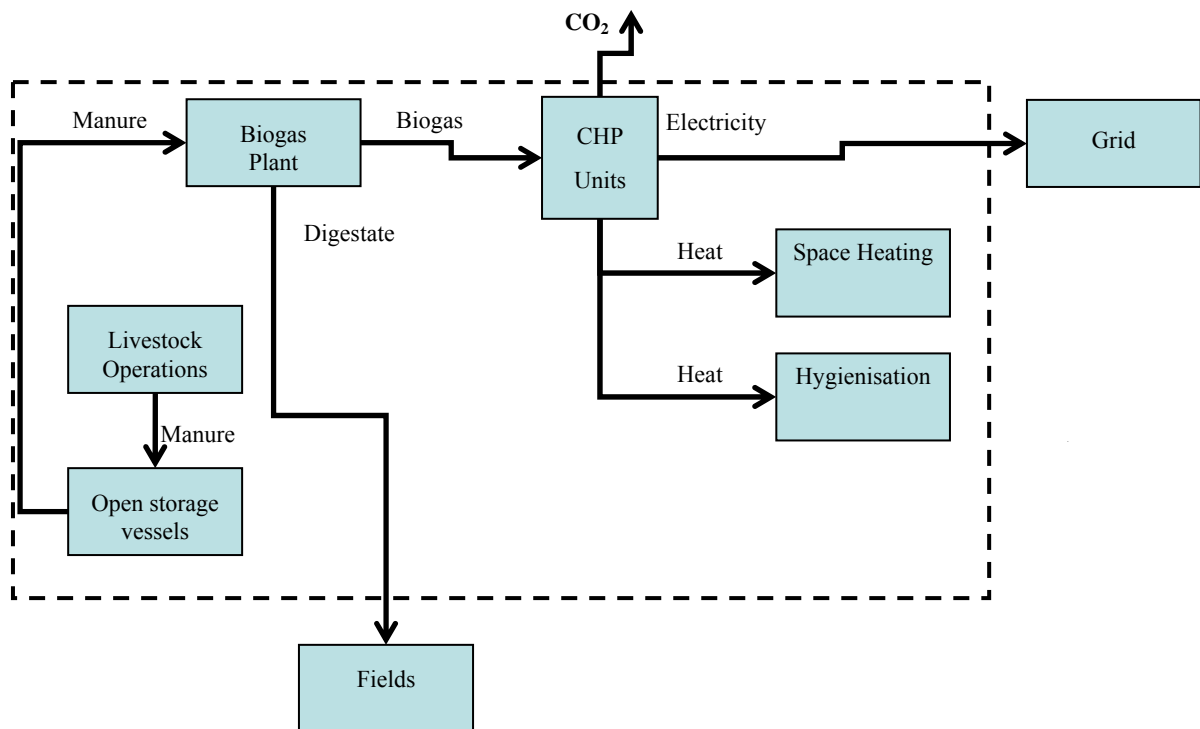 CO₂
Manure
Biogas
Plant
Biogas
CHP
Units
Electricity
Grid
Digestate
Heat
Space Heating
Livestock
Operations
Heat
Hygienisation
Manure
Open storage
vessels
Fields